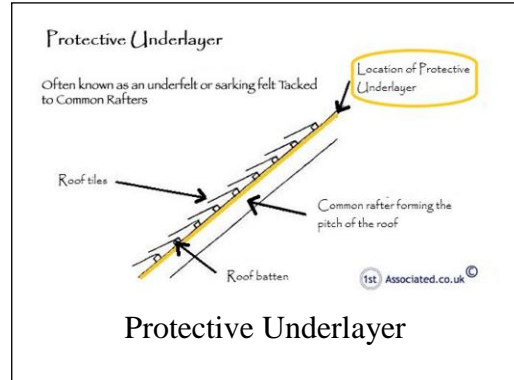 Protective Underlayer
Often known as an underfelt or sarking felt Tacked
to Common Rafters
Location of Protective
Underlayer
Roof tiles
Common rafter forming the
pitch of the roof
Roof batten
1st Associated.co.uk ©
Protective Underlayer